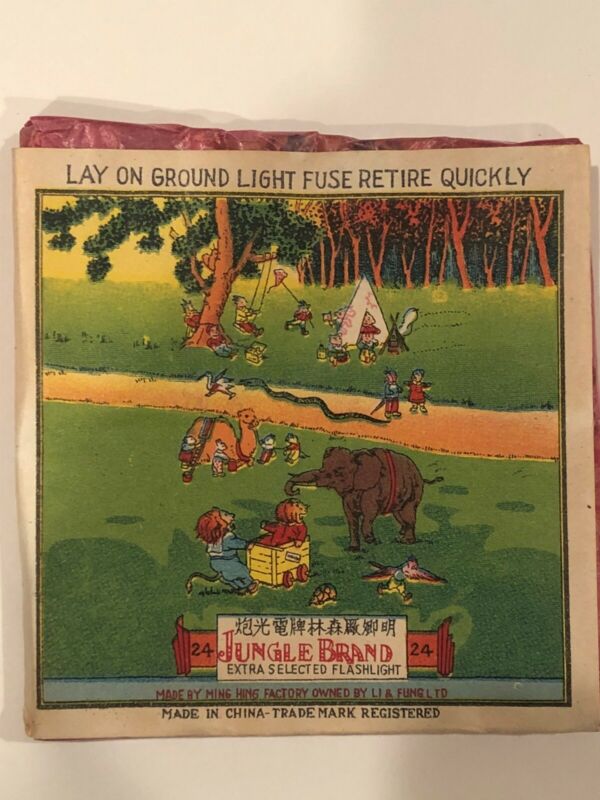 LAY ON GROUND LIGHT FUSE RETIRE QUICKLY
明卿厰森林牌電光炮
24 JUNGLE BRAND 24
EXTRA SELECTED FLASHLIGHT
MADE BY MING HING FACTORY OWNED BY LI & FUNG LTD
MADE IN CHINA-TRADE MARK REGISTERED